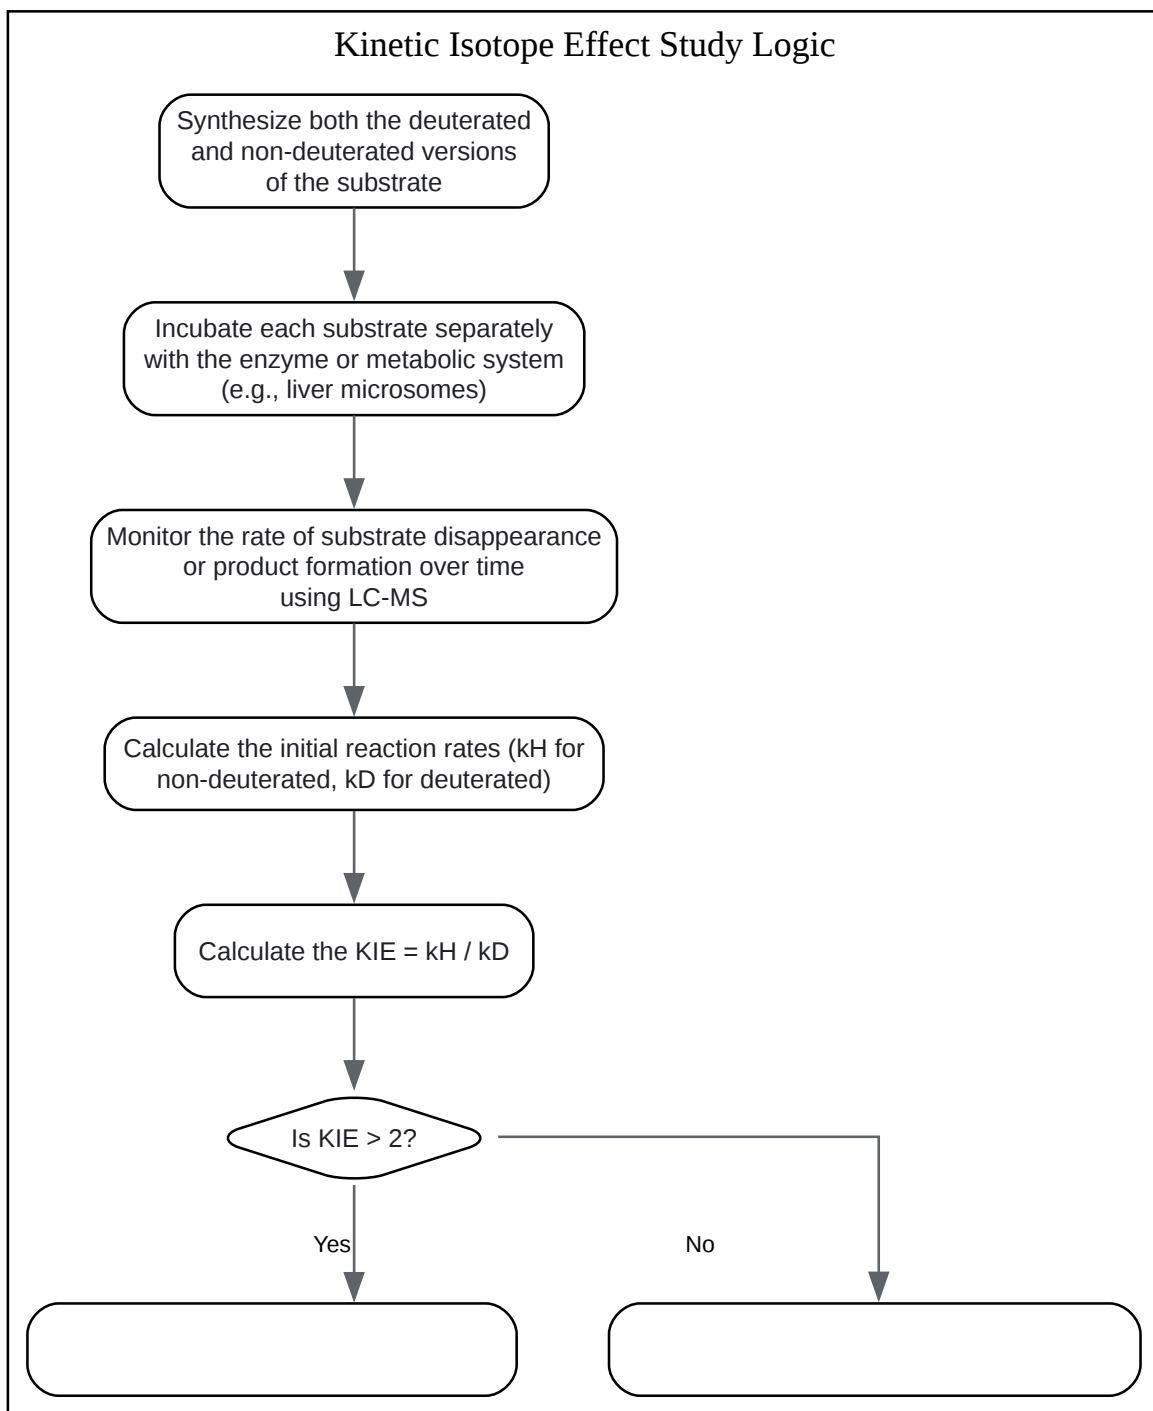 Kinetic Isotope Effect Study Logic
Synthesize both the deuterated
and non-deuterated versions
of the substrate
Incubate each substrate separately
with the enzyme or metabolic system
(e.g., liver microsomes)
Monitor the rate of substrate disappearance
or product formation over time
using LC-MS
Calculate the initial reaction rates (kH for
non-deuterated, kD for deuterated)
Calculate the KIE = kH / kD
Is KIE > 2?
Yes
No